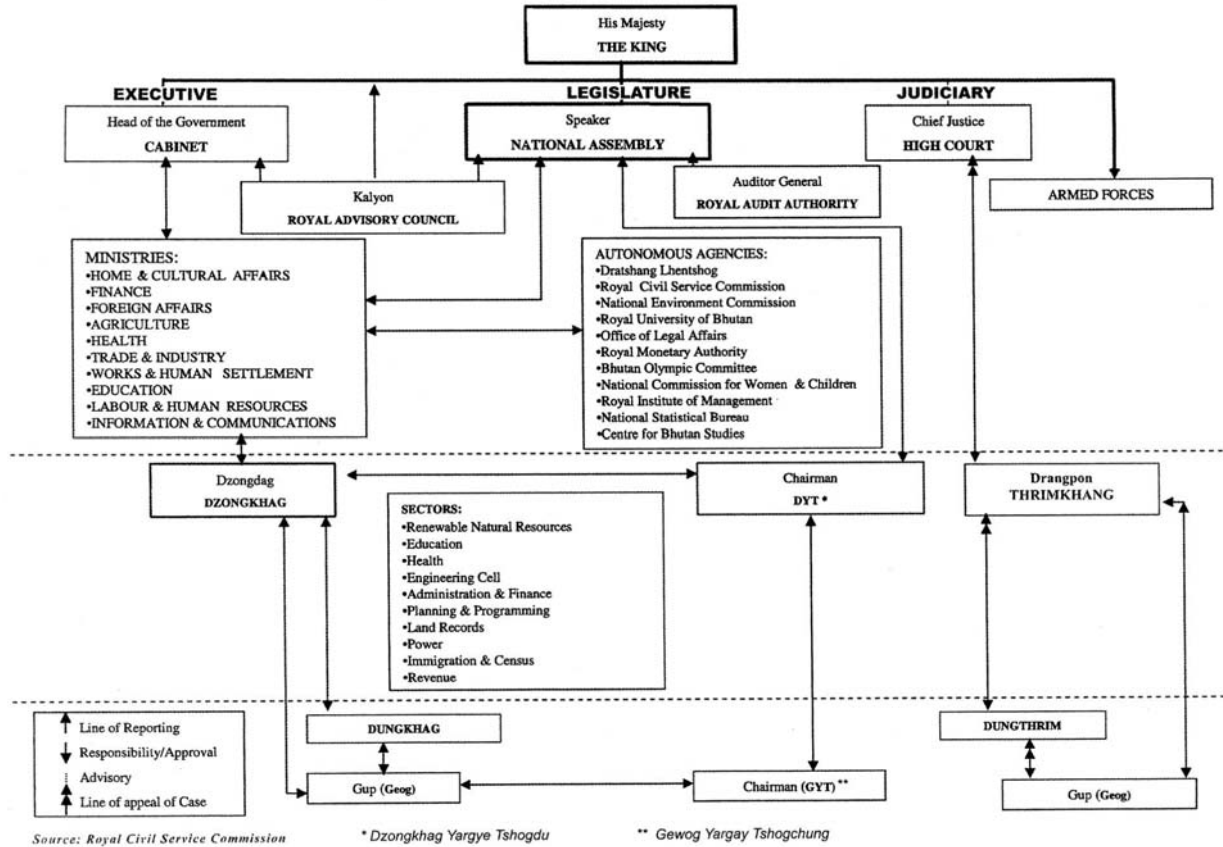 His Majesty
THE KING
EXECUTIVE
LEGISLATURE
JUDICIARY
Head of the Government
CABINET
Speaker
NATIONAL ASSEMBLY
Chief Justice
HIGH COURT
Kalyon
ROYAL ADVISORY COUNCIL
Auditor General
ROYAL AUDIT AUTHORITY
ARMED FORCES
MINISTRIES:
•HOME & CULTURAL AFFAIRS
•FINANCE
•FOREIGN AFFAIRS
•AGRICULTURE
•HEALTH
•TRADE & INDUSTRY
•WORKS & HUMAN SETTLEMENT
•EDUCATION
•LABOUR & HUMAN RESOURCES
•INFORMATION & COMMUNICATIONS
AUTONOMOUS AGENCIES:
•Dratshang Lhentshog
•Royal Civil Service Commission
•National Environment Commission
•Royal University of Bhutan
•Office of Legal Affairs
•Royal Monetary Authority
•Bhutan Olympic Committee
•National Commission for Women & Children
•Royal Institute of Management
•National Statistical Bureau
•Centre for Bhutan Studies
Dzongdag
DZONGKHAG
Chairman
DYT *
Drangpon
THRIMKHANG
SECTORS:
•Renewable Natural Resources
•Education
•Health
•Engineering Cell
•Administration & Finance
•Planning & Programming
•Land Records
•Power
•Immigration & Census
•Revenue
Line of Reporting
Responsibility/Approval
Advisory
Line of appeal of Case
DUNGKHAG
DUNGTHRIM
Gup (Geog)
Chairman (GYT) **
Gup (Geog)
Source: Royal Civil Service Commission
* Dzongkhag Yargye Tshogdu
** Gewog Yargay Tshogchung